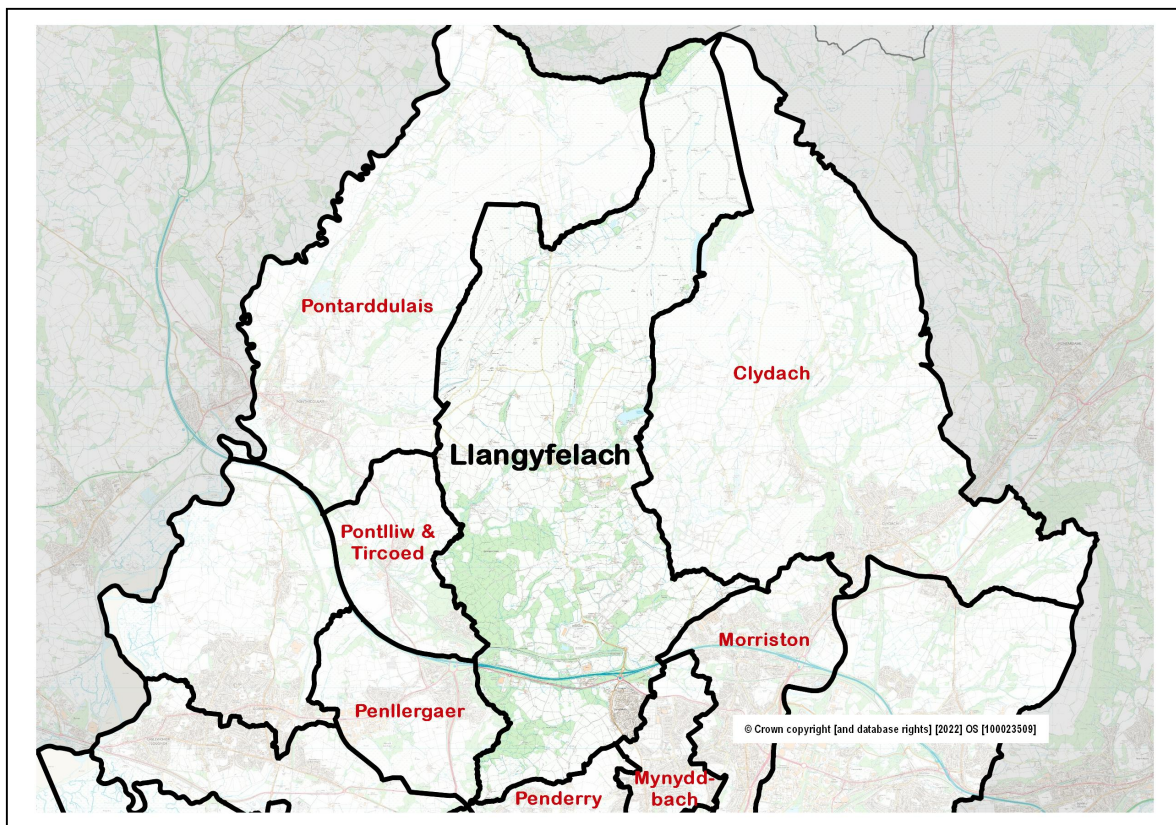 Pontarddulais
Clydach
Llangyfelach
Pontlliw &
Tircoed
Morriston
Penllergaer
© Crown copyright [and database rights] [2022] OS [100023509]
Penderry
Mynydd-
bach